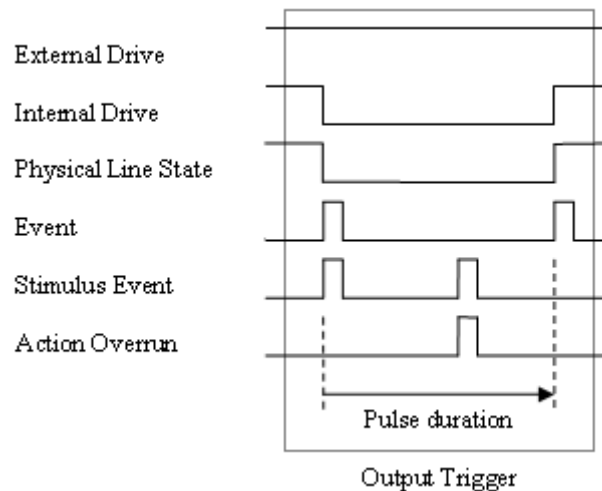 External Drive
Internal Drive
Physical Line State
Event
Stimulus Event
Action Overrun
Pulse duration
Output Trigger